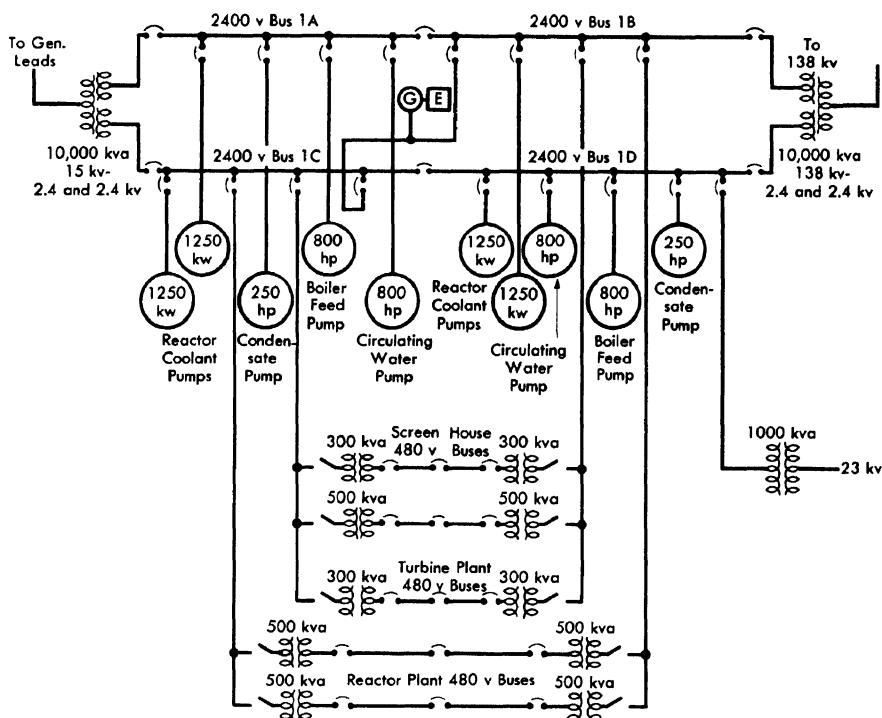 2400 v Bus 1A
2400 v Bus 1B
To Gen.
Leads
To
138 kv
G
E
10,000 kva
15 kv-
2.4 and 2.4 kv
2400 v Bus 1C
2400 v Bus 1D
10,000 kva
138 kv-
2.4 and 2.4 kv
1250
kw
1250
kw
Reactor
Coolant
Pumps
250
hp
Conden-
sate
Pump
800
hp
Boiler
Feed
Pump
800
hp
Circulating
Water
Pump
1250
kw
Reactor
Coolant
Pumps
1250
kw
800
hp
Circulating
Water
Pump
800
hp
Boiler
Feed
Pump
250
hp
Conden-
sate
Pump
300 kva
Screen House
480 v Buses
300 kva
500 kva
500 kva
300 kva
Turbine Plant
480 v Buses
300 kva
500 kva
500 kva
500 kva
Reactor Plant 480 v Buses
500 kva
1000 kva
23 kv